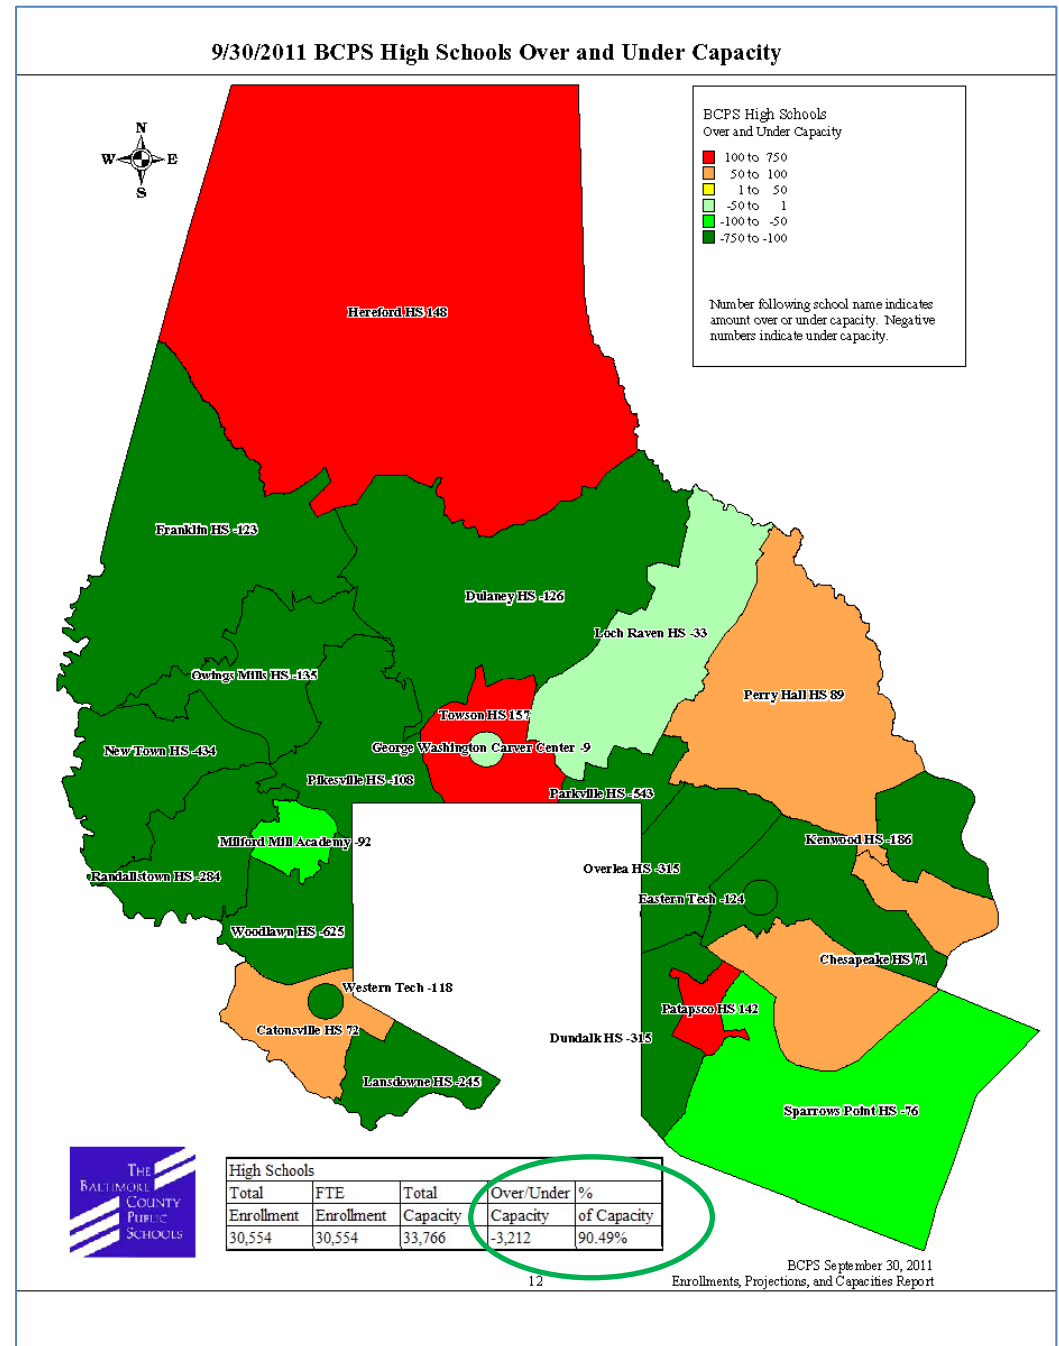 9/30/2011 BCPS High Schools Over and Under Capacity
N
W E
S
BCPS High Schools
Over and Under Capacity
100 to 750
50 to 100
1 to 50
-50 to 1
-100 to -50
-750 to -100
Number following school name indicates
amount over or under capacity. Negative
numbers indicate under capacity.
Hereford HS 148
Franklin HS -123
Dulaney HS -126
Loch Raven HS -33
Owings Mills HS -135
Perry Hall HS 89
Towson HS 157
New Town HS -434
George Washington Carver Center -9
Pikesville HS -108
Parkville HS -543
Milford Mill Academy -92
Kenwood HS -186
Overlea HS -315
Randallstown HS -284
Eastern Tech -124
Woodlawn HS -625
Chesapeake HS 71
Western Tech -118
Patapsco HS 142
Catonsville HS 72
Dundalk HS -315
Lansdowne HS -245
Sparrows Point HS -76
THE
BALTIMORE
COUNTY
PUBLIC
SCHOOLS
High Schools
Total FTE Total Over/Under %
Enrollment Enrollment Capacity Capacity of Capacity
30,554 30,554 33,766 -3,212 90.49%
12
BCPS September 30, 2011
Enrollments, Projections, and Capacities Report